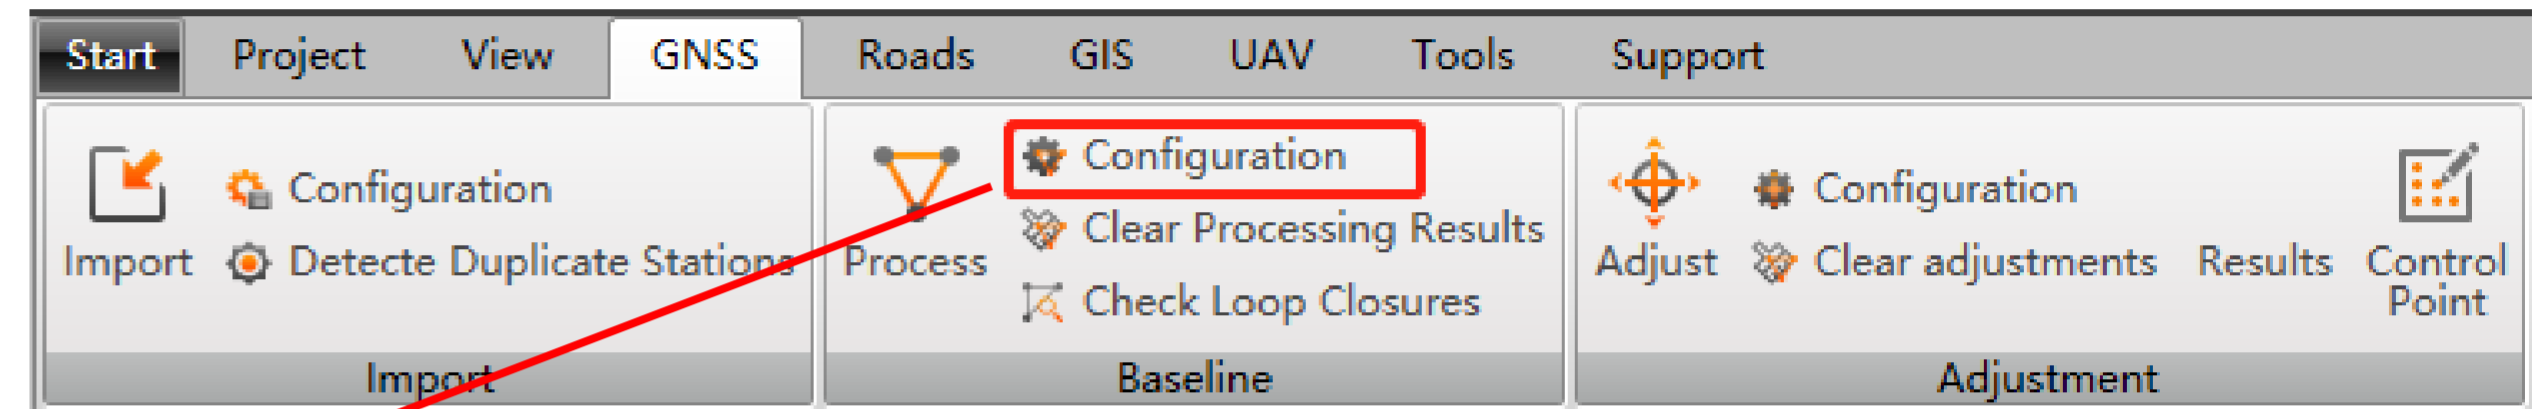 Start Project View GNSS Roads GIS UAV Tools Support
Import
Configuration
Detecte Duplicate Stations
Import
Process
Configuration
Clear Processing Results
Check Loop Closures
Baseline
Adjust
Configuration
Clear adjustments
Results
Control
Point
Adjustment